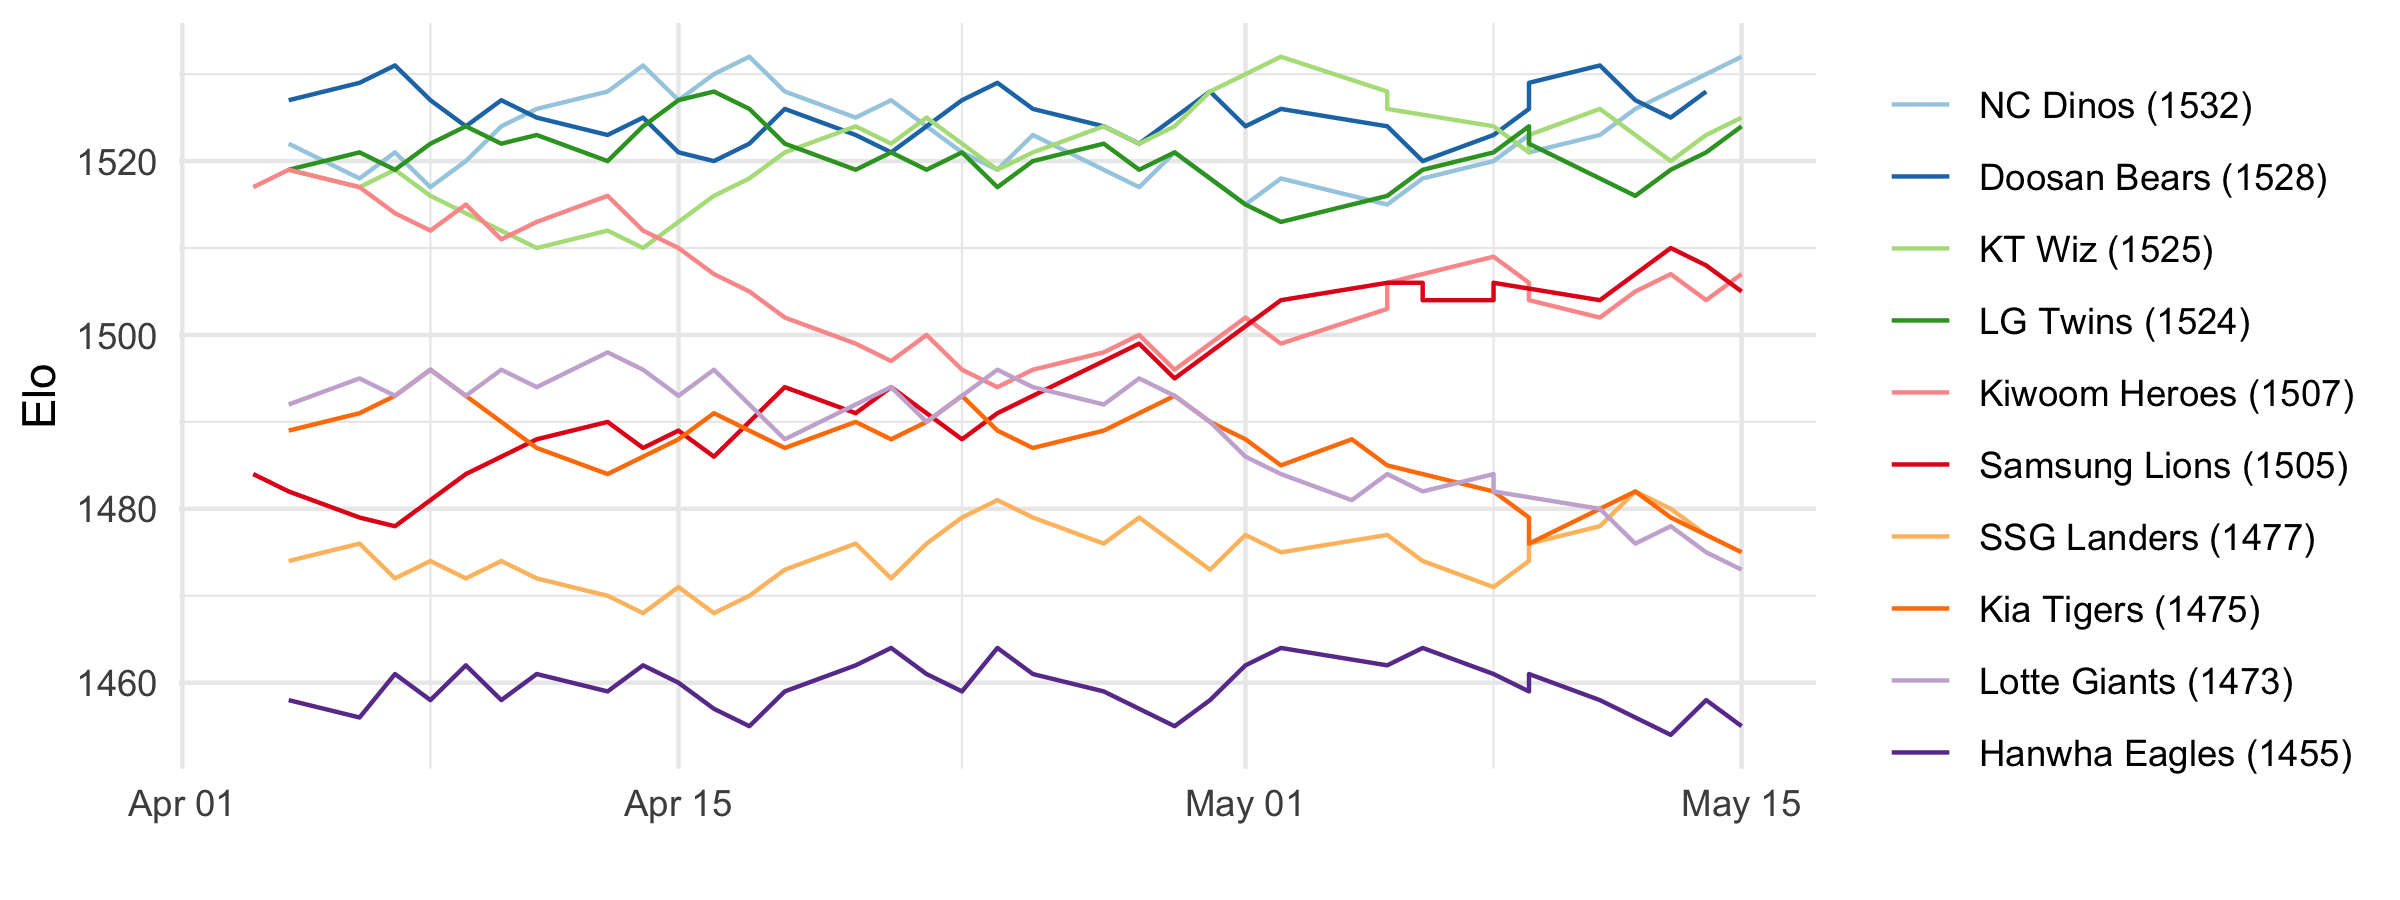 Elo
1520
1500
1480
1460
Apr 01
Apr 15
May 01
May 15
NC Dinos (1532)
Doosan Bears (1528)
KT Wiz (1525)
LG Twins (1524)
Kiwoom Heroes (1507)
Samsung Lions (1505)
SSG Landers (1477)
Kia Tigers (1475)
Lotte Giants (1473)
Hanwha Eagles (1455)